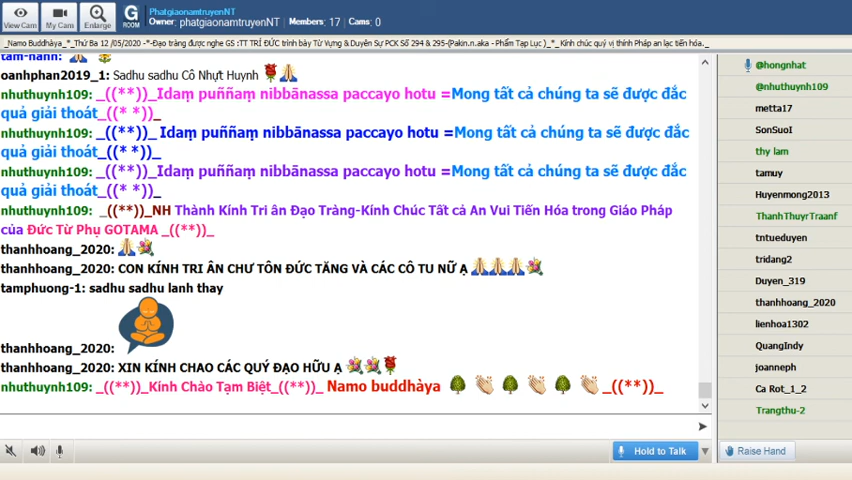 View Cam
My Cam
Enlarge
G
ROOM
PhatgiaonamtruyenNT
Owner: phatgiaonamtruyenNT | Members: 17 | Cams: 0
_Namo Buddhàya_*_Thứ Ba 12 /05/2020 -*-Đạo tràng được nghe GS :TT TRÍ ĐỨC trình bày Từ Vựng &Duyên Sự PCK Số 294 & 295-(Pakin.n.aka - Phẩm Tạp Lục )_*_Kính chúc quý vị thính Pháp an lạc tiến hóa._
oanhphan2019_1: Sadhu sadhu Cô Nhựt Huynh 🌹🙏
nhuthuynh109: _((**)_Idaṃ puññaṃ nibbānassa paccayo hotu =Mong tất cả chúng ta sẽ được đắc
quả giải thoát_((* *)_
nhuthuynh109: _((**)_ Idaṃ puññaṃ nibbānassa paccayo hotu =Mong tất cả chúng ta sẽ được đắc
quả giải thoát_((* *)_
nhuthuynh109: _((**)_Idaṃ puññaṃ nibbānassa paccayo hotu =Mong tất cả chúng ta sẽ được đắc
quả giải thoát_((* *)_
nhuthuynh109: _((**)_NH Thành Kính Tri ân Đạo Tràng-Kính Chúc Tất cả An Vui Tiến Hóa trong Giáo Pháp
của Đức Từ Phụ GOTAMA _((**)_
thanhhoang_2020: 🙏💐
thanhhoang_2020: CON KÍNH TRI ÂN CHƯ TÔN ĐỨC TĂNG VÀ CÁC CÔ TU NỮ Ạ 🙏🙏🙏💐
tamphuong-1: sadhu sadhu lanh thay
thanhhoang_2020:
thanhhoang_2020: XIN KÍNH CHAO CÁC QUÝ ĐẠO HỮU Ạ 💐💐🌹
nhuthuynh109: _((**)_Kính Chào Tạm Biệt_((**)_ Namo buddhàya 🌳 👏 🌳 👏 🌳 👏 _((**)_
Hold to Talk
@hongnhat
@nhuthuynh109
metta17
SonSuoI
thy lam
tamuy
Huyenmong2013
ThanhThuyrTraanf
tntueduyen
tridang2
Duyen_319
thanhhoang_2020
lienhoa1302
QuangIndy
joanneph
Ca Rot_1_2
Trangthu-2
Raise Hand